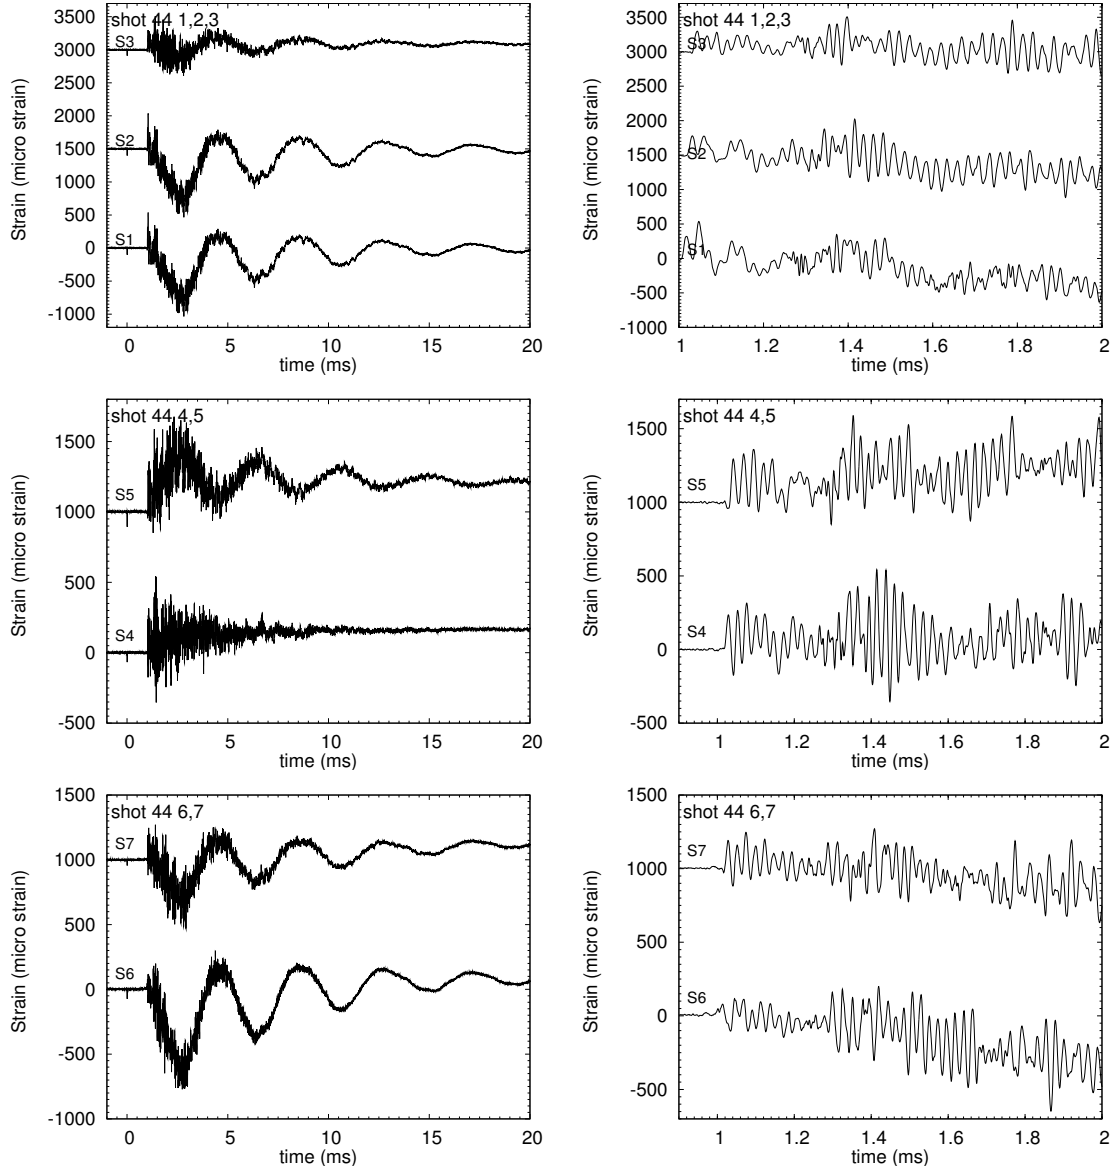 shot 44 1,2,3
3500
3000
2500
2000
1500
1000
500
0
-500
-1000
S3
S2
S1
Strain (micro strain)
0 5 10 15 20
time (ms)
shot 44 1,2,3
3500
3000
2500
2000
1500
1000
500
0
-500
-1000
S3
S2
S1
Strain (micro strain)
1 1.2 1.4 1.6 1.8 2
time (ms)
shot 44 4,5
1500
1000
500
0
-500
S5
S4
Strain (micro strain)
0 5 10 15 20
time (ms)
shot 44 4,5
1500
1000
500
0
-500
S5
S4
Strain (micro strain)
1 1.2 1.4 1.6 1.8 2
time (ms)
shot 44 6,7
1500
1000
500
0
-500
-1000
S7
S6
Strain (micro strain)
0 5 10 15 20
time (ms)
shot 44 6,7
1500
1000
500
0
-500
S7
S6
Strain (micro strain)
1 1.2 1.4 1.6 1.8 2
time (ms)